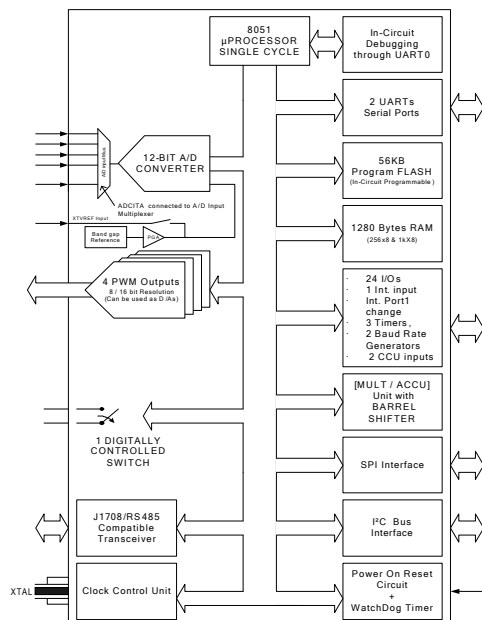 8051
µPROCESSOR
SINGLE CYCLE
In-Circuit
Debugging
through UART0
2 UARTs
Serial Ports
A/D Input Mux
12-BIT A/D
CONVERTER
56KB
Program FLASH
(In-Circuit Programmable)
ADCITA connected to A/D Input
Multiplexer
XTVREF Input
Band gap
Reference
PGA
1280 Bytes RAM
(256x8 & 1kX8)
4 PWM Outputs
8 / 16 bit Resolution
(Can be used as D/As)
· 24 I/Os
· 1 Int. input
Int. Port1
change
· 3 Timers,
· 2 Baud Rate
Generators
· 2 CCU inputs
[MULT / ACCU]
Unit with
BARREL
SHIFTER
1 DIGITALLY
CONTROLLED
SWITCH
SPI Interface
J1708/RS485
Compatible
Transceiver
I²C Bus
Interface
XTAL
Clock Control Unit
Power On Reset
Circuit
+
WatchDog Timer